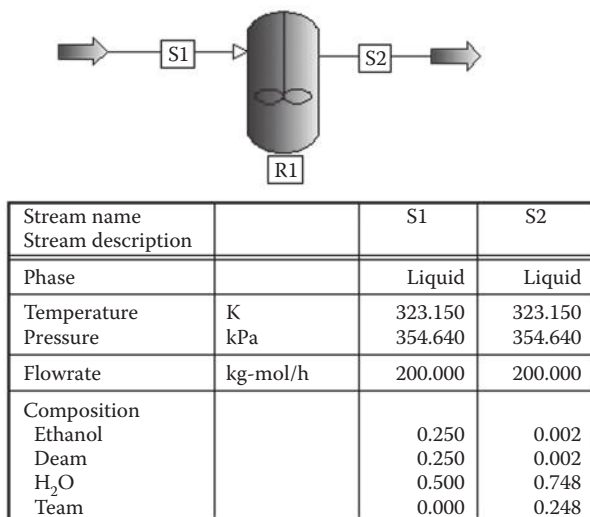 S1
S2
R1
Stream name S1 S2
Stream description
Phase Liquid Liquid
Temperature K 323.150 323.150
Pressure kPa 354.640 354.640
Flowrate kg-mol/h 200.000 200.000
Composition
Ethanol 0.250 0.002
Deam 0.250 0.002
H₂O 0.500 0.748
Team 0.000 0.248